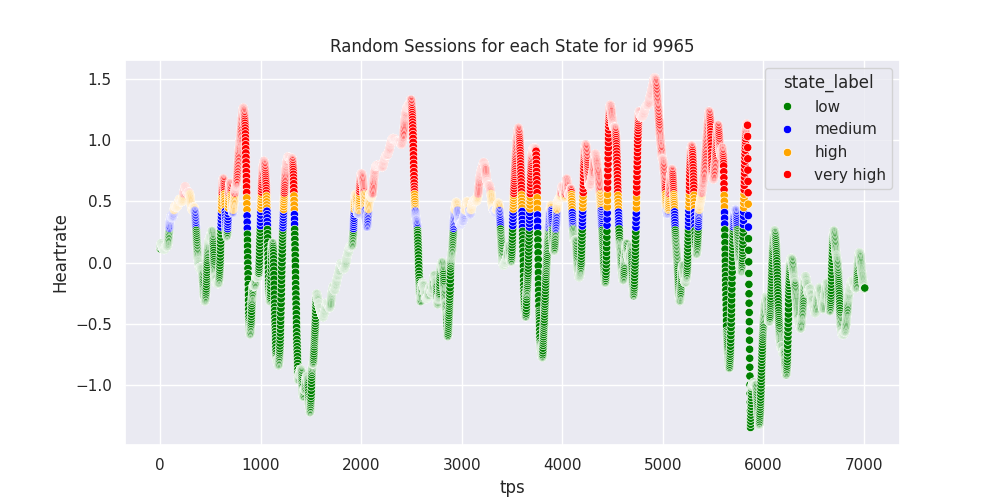 Random Sessions for each State for id 9965
Heartrate
1.5
1.0
0.5
0.0
−0.5
−1.0
state_label
low
medium
high
very high
0 1000 2000 3000 4000 5000 6000 7000
tps